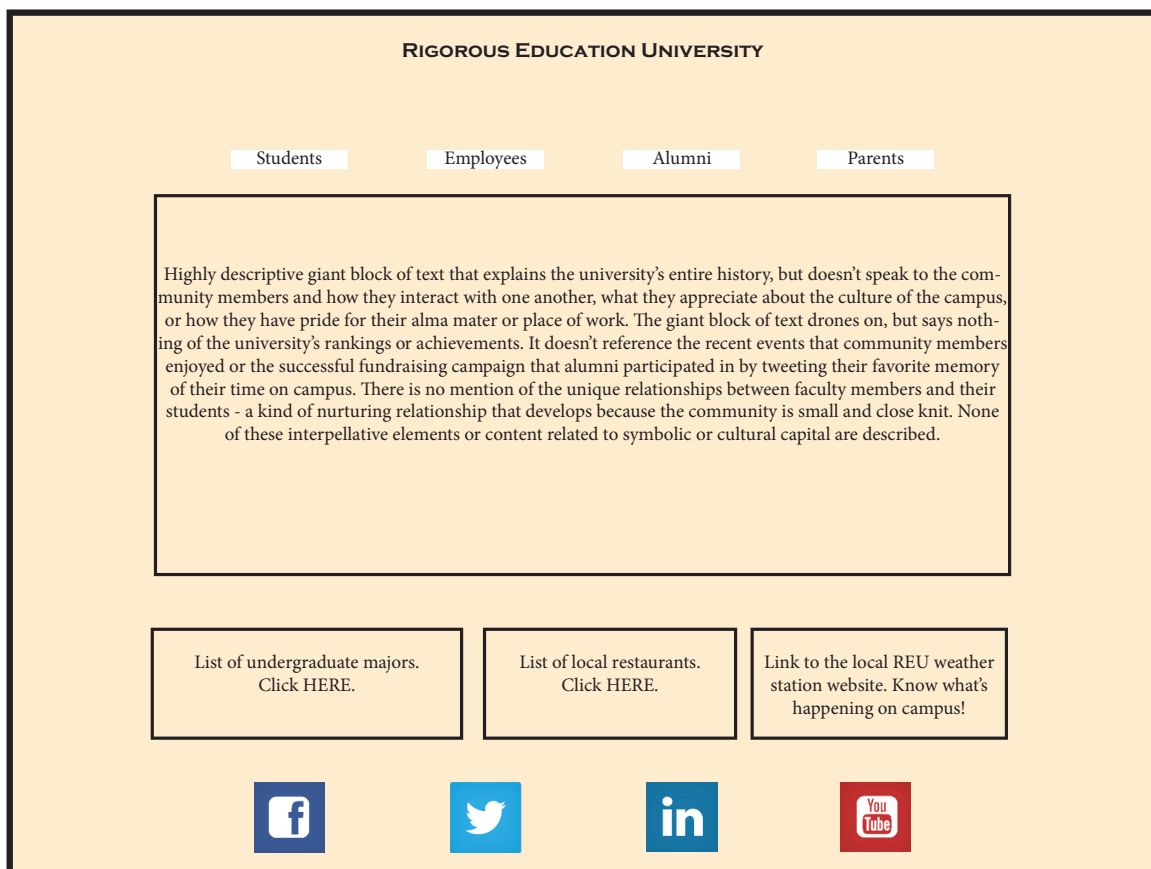 Rigorous Education University
Students Employees Alumni Parents
Highly descriptive giant block of text that explains the university’s entire history, but doesn’t speak to the com-
munity members and how they interact with one another, what they appreciate about the culture of the campus,
or how they have pride for their alma mater or place of work. The giant block of text drones on, but says noth-
ing of the university’s rankings or achievements. It doesn’t reference the recent events that community members
enjoyed or the successful fundraising campaign that alumni participated in by tweeting their favorite memory
of their time on campus. There is no mention of the unique relationships between faculty members and their
students - a kind of nurturing relationship that develops because the community is small and close knit. None
of these interpellative elements or content related to symbolic or cultural capital are described.
List of undergraduate majors.
Click HERE.
List of local restaurants.
Click HERE.
Link to the local REU weather
station website. Know what’s
happening on campus!
f
in
You
Tube